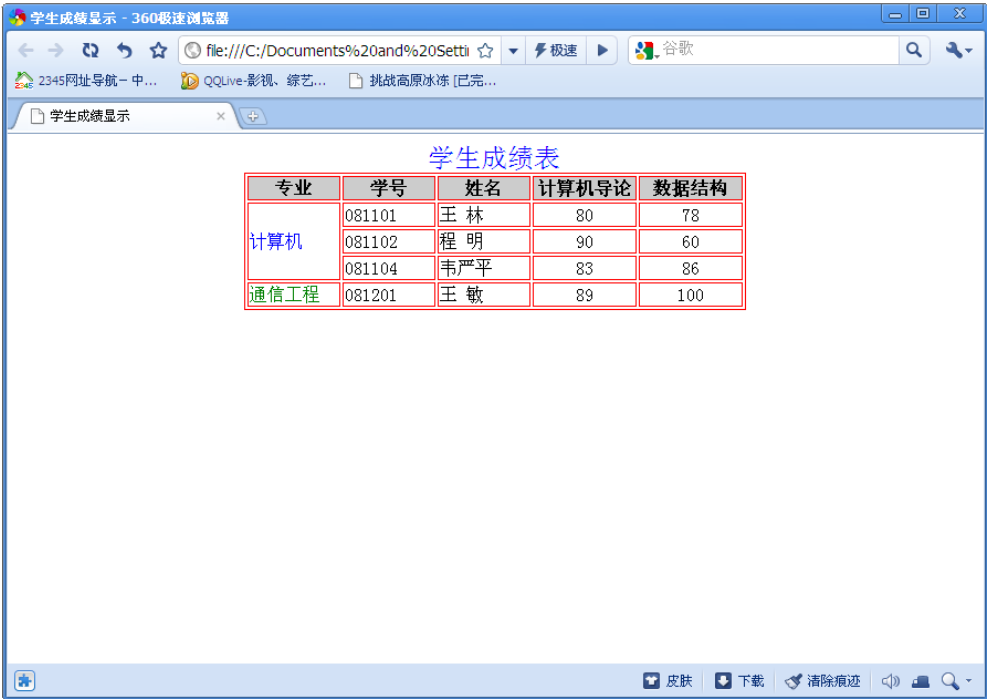 学生成绩显示 - 360极速浏览器
file:///C:/Documents%20and%20Setti 极速 谷歌
2345网址导航－中... QQLive-影视、综艺... 挑战高原冰冻 [已完...
学生成绩显示
学生成绩表
专业 学号 姓名 计算机导论 数据结构
计算机 081101 王 林 80 78
081102 程 明 90 60
081104 韦严平 83 86
通信工程 081201 王 敏 89 100
皮肤 下载 清除痕迹